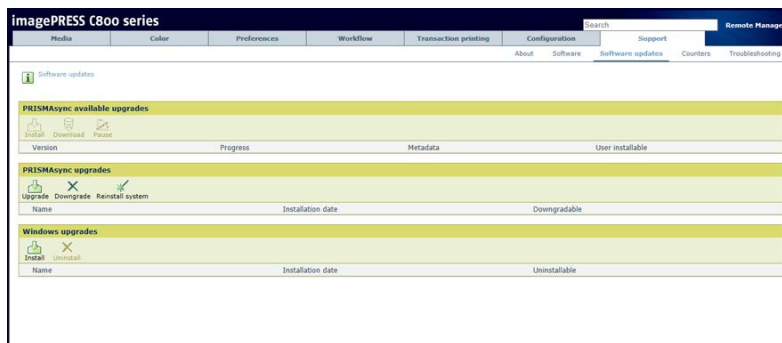 imagePRESS C800 series
Search
Remote Manage
Media Color Preferences Workflow Transaction printing Configuration Support
About Software Software updates Counters Troubleshooting
Software updates
PRISMAsync available upgrades
Install Download Pause
Version Progress Metadata User installable
PRISMAsync upgrades
Upgrade Downgrade Reinstall system
Name Installation date Downgradable
Windows upgrades
Install Uninstall
Name Installation date Uninstallable